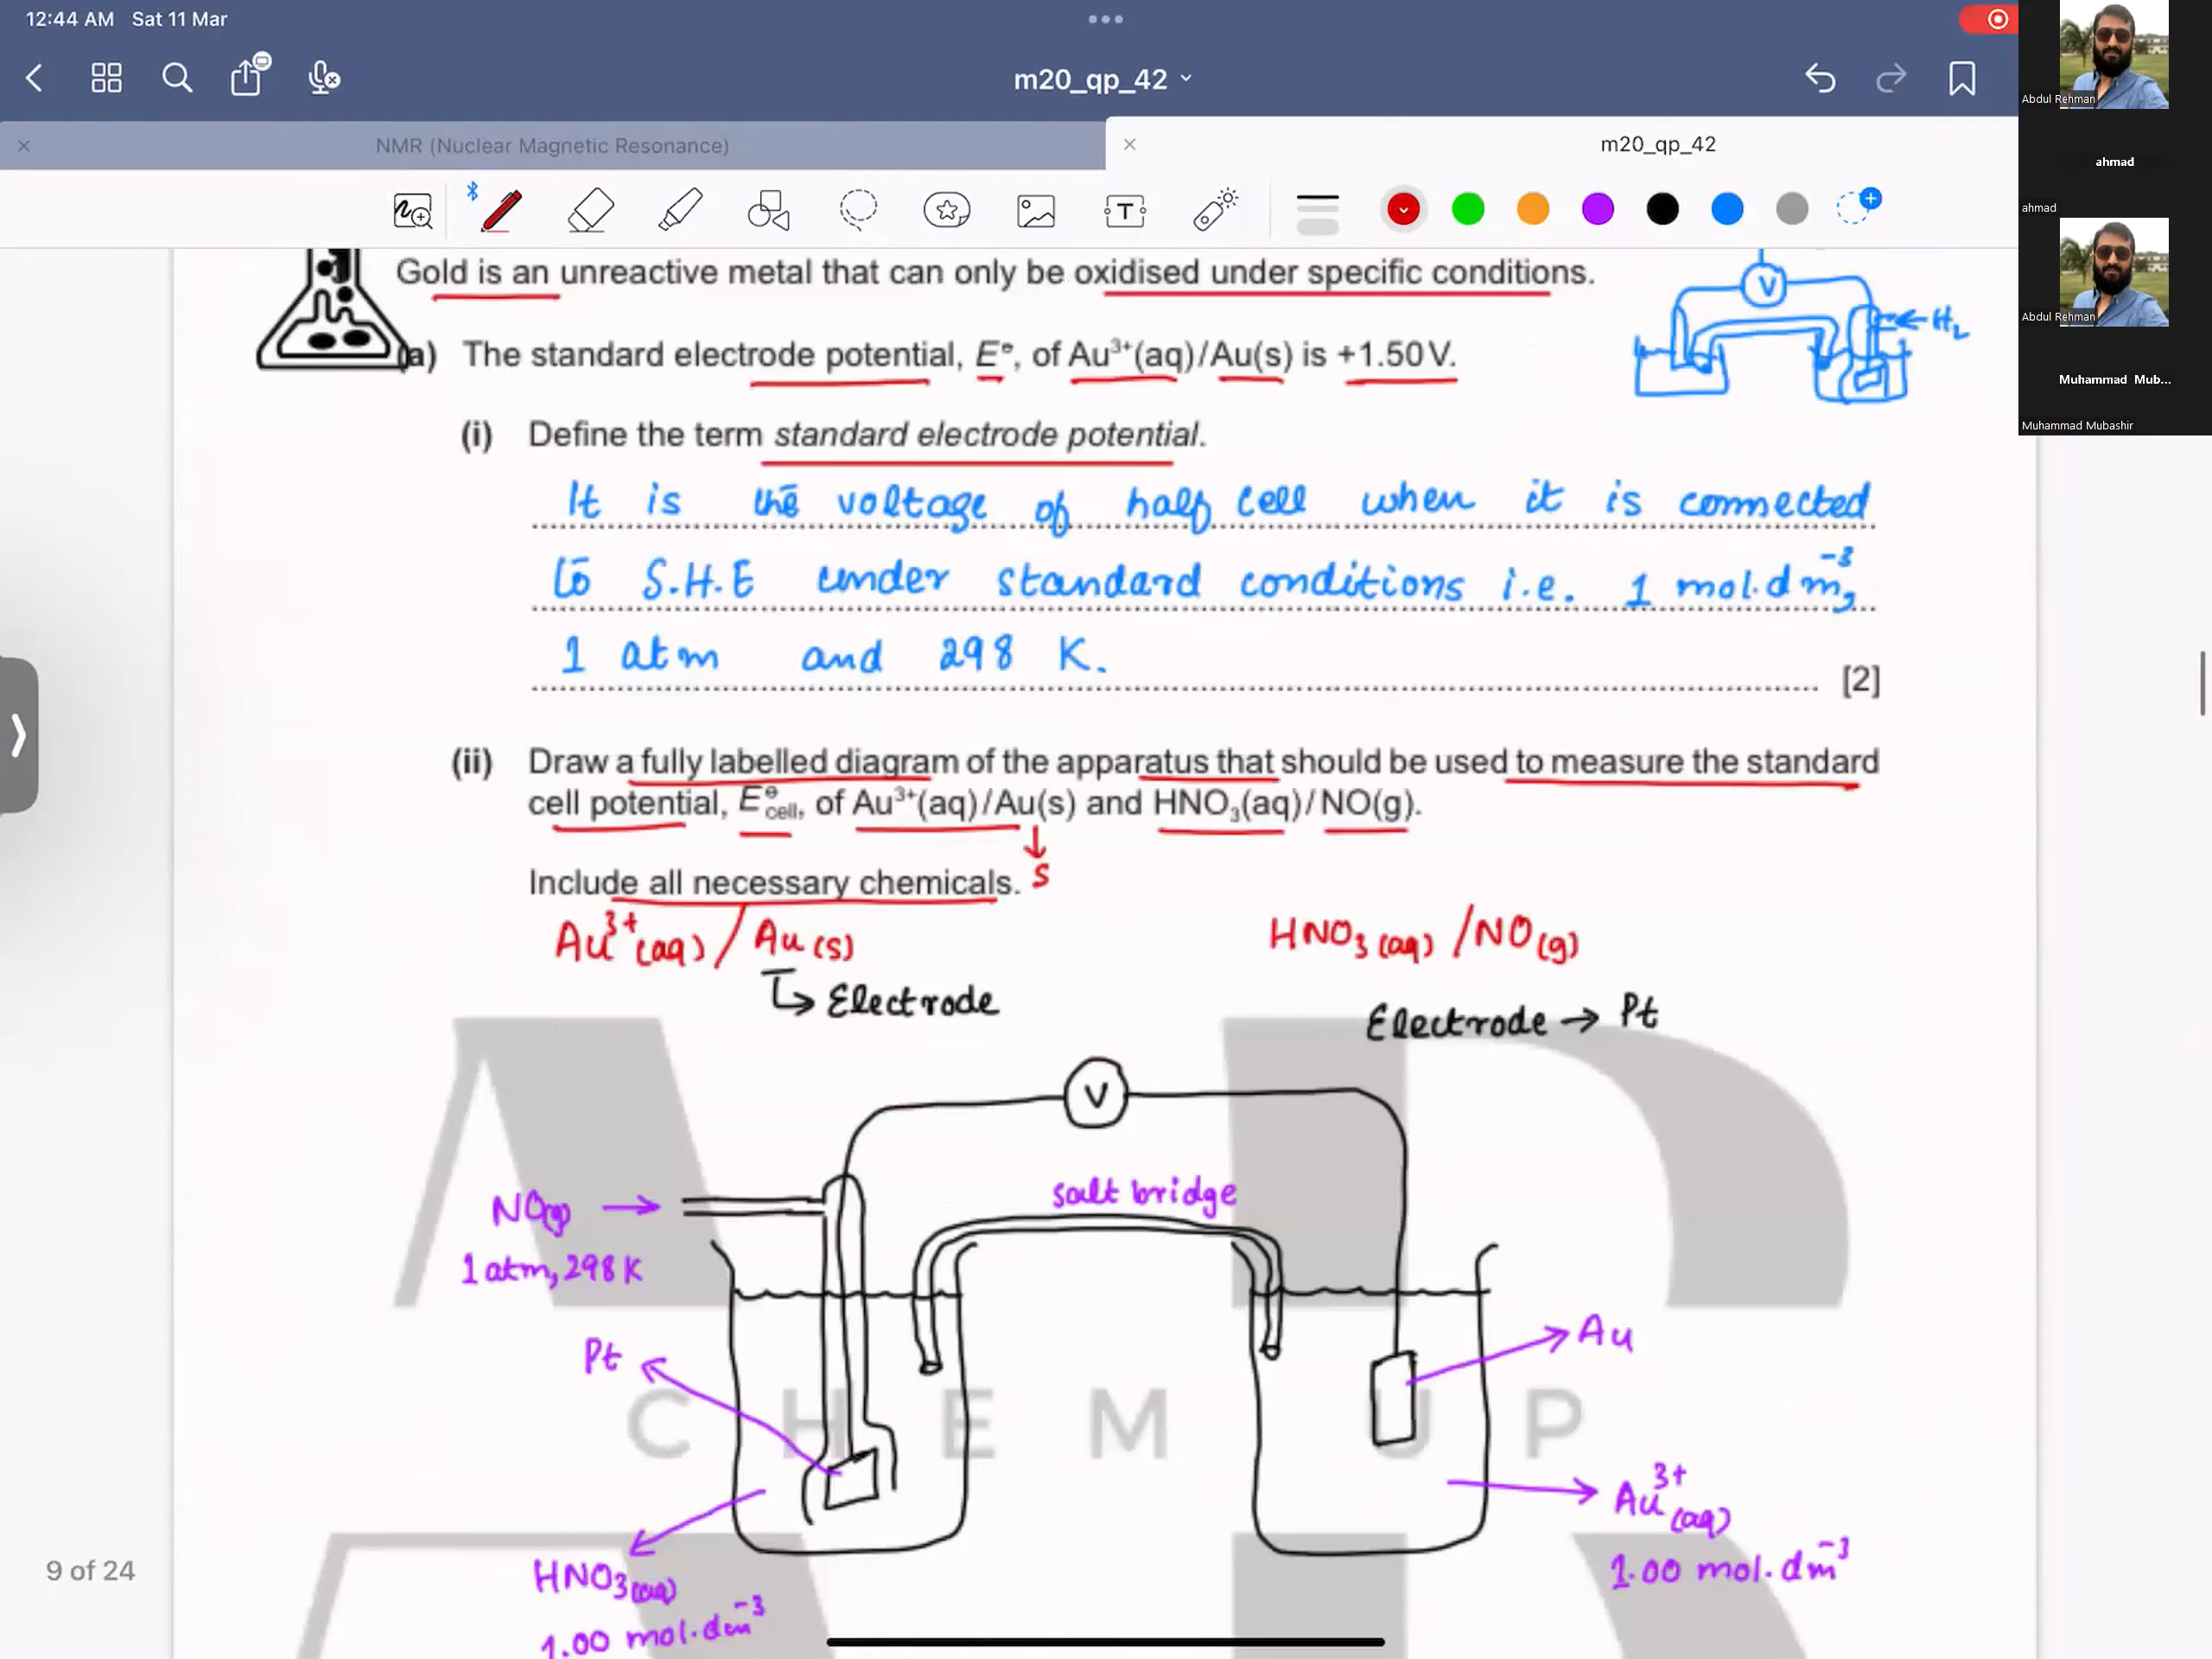 12:44 AM Sat 11 Mar
m20_qp_42
NMR (Nuclear Magnetic Resonance)
m20_qp_42
Abdul Rehman
ahmad
ahmad
Abdul Rehman
Muhammad Mub...
Muhammad Mubashir
Gold is an unreactive metal that can only be oxidised under specific conditions.
V
H2
(a) The standard electrode potential, E⦵, of Au³⁺(aq)/Au(s) is +1.50 V.
(i) Define the term standard electrode potential.
It is the voltage of half cell when it is connected
to S.H.E under standard conditions i.e. 1 mol.dm⁻³,
1 atm and 298 K.
[2]
(ii) Draw a fully labelled diagram of the apparatus that should be used to measure the standard
cell potential, E⦵cell, of Au³⁺(aq)/Au(s) and HNO₃(aq)/NO(g).
s
Include all necessary chemicals.
Au³⁺(aq) / Au(s)
HNO₃(aq) / NO(g)
Electrode
Electrode → Pt
V
salt bridge
NO(g) →
1 atm, 298 K
Pt
Au
CHEM UP
Au³⁺(aq)
1.00 mol.dm⁻³
HNO₃(aq)
1.00 mol.dm⁻³
9 of 24